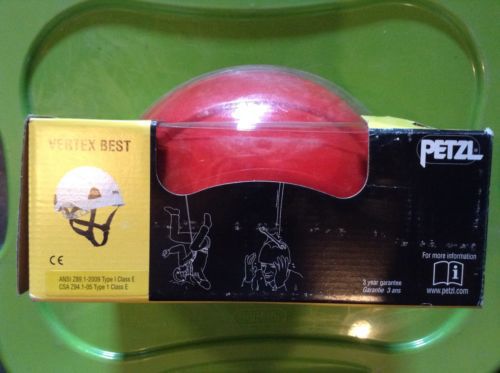 VERTEX BEST
PETZL
CE
ANSI Z89.1-2009 Type I Class E
CSA Z94.1-05 Type 1 Class E
3 year garantee
Garantie 3 ans
For more information
www.petzl.com